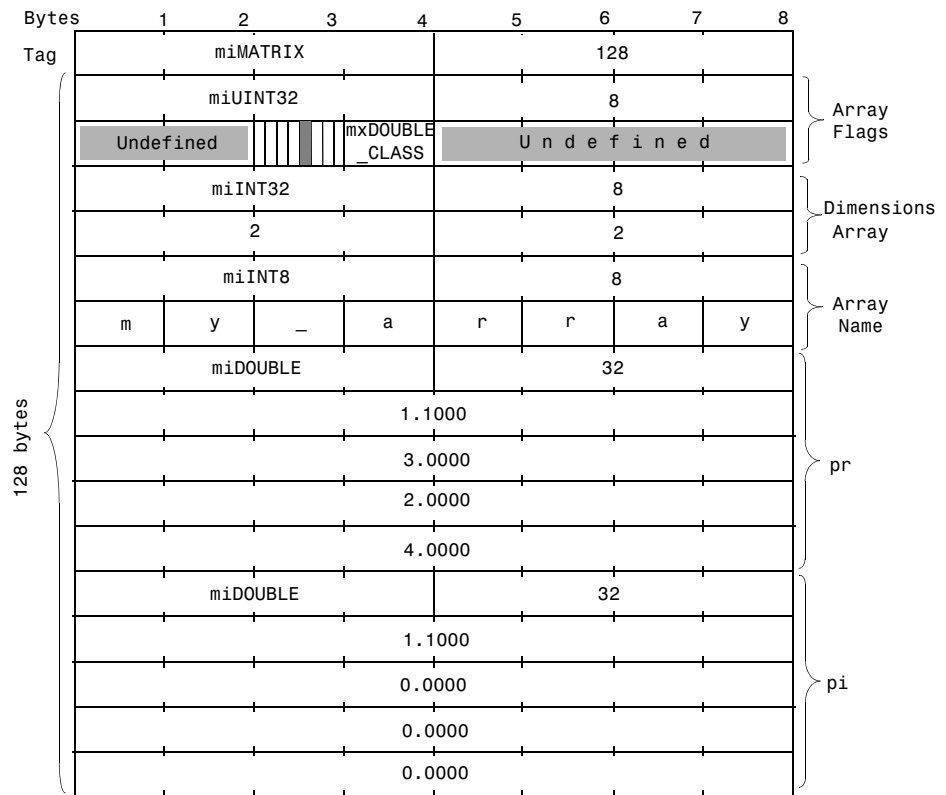 Bytes 1 2 3 4 5 6 7 8
Tag miMATRIX 128
miUINT32 8
Array
Flags
Undefined mxDOUBLE
_CLASS
U n d e f i n e d
miINT32 8
Dimensions
Array
2 2
miINT8 8
Array
Name
m y _ a r r a y
miDOUBLE 32
128 bytes
1.1000
3.0000
pr
2.0000
4.0000
miDOUBLE 32
1.1000
0.0000
pi
0.0000
0.0000